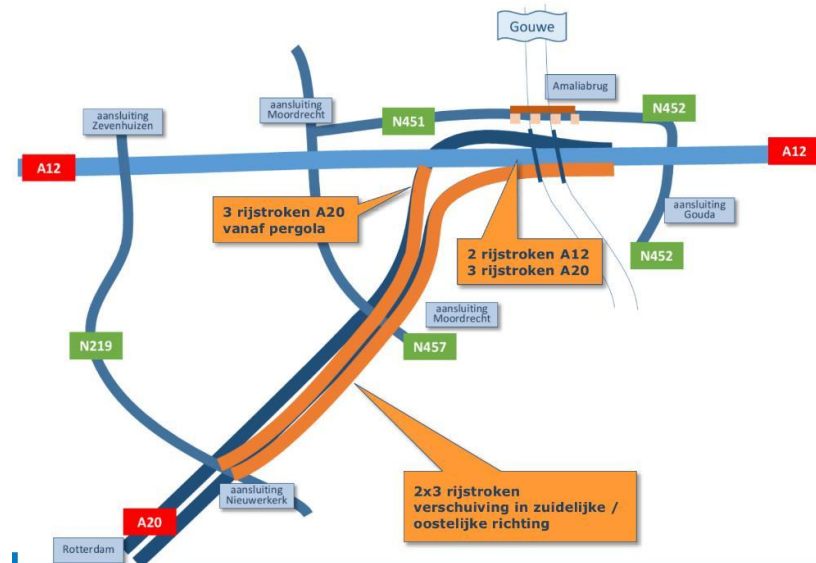 Gouwe
Amaliabrug
aansluiting
Moordrecht
N451
N452
aansluiting
Zevenhuizen
A12
A12
3 rijstroken A20
vanaf pergola
aansluiting
Gouda
2 rijstroken A12
3 rijstroken A20
N452
aansluiting
Moordrecht
N219
N457
2x3 rijstroken
verschuiving in zuidelijke /
oostelijke richting
aansluiting
Nieuwerkerk
A20
Rotterdam